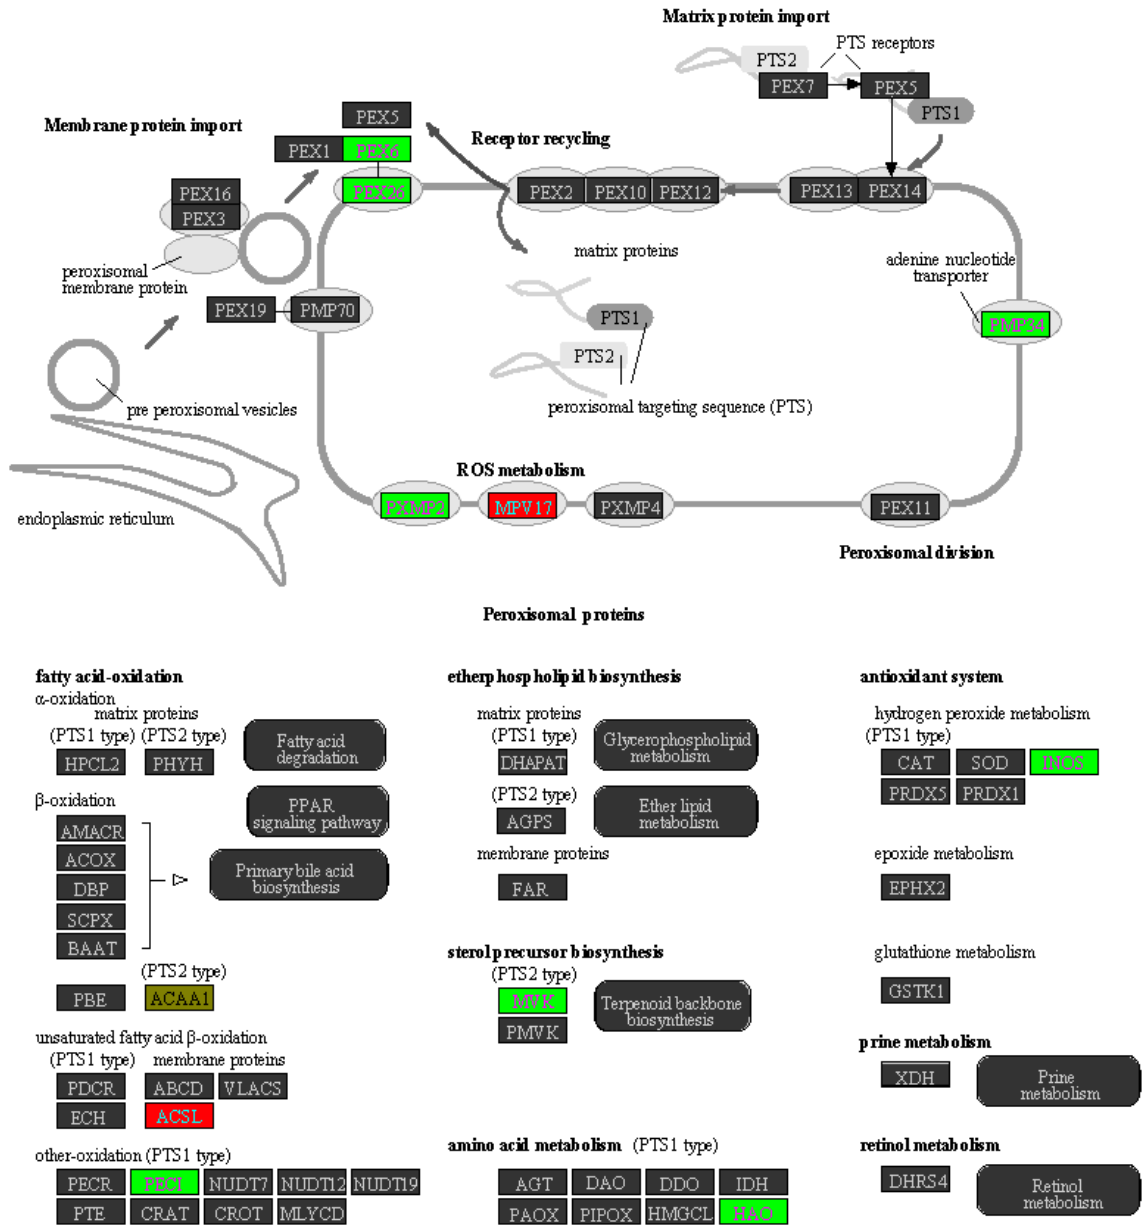 Matrix protein import
PTS receptors
PTS2
PEX7
PEX5
PTS1
Membrane protein import
PEX5
PEX1
PEX6
PEX26
Receptor recycling
PEX2
PEX10
PEX12
PEX13
PEX14
PEX16
PEX3
peroxisomal
membrane protein
matrix proteins
adenine nucleotide
transporter
PEX19
PMP70
PTS1
PMP34
PTS2
pre peroxisomal vesicles
peroxisomal targeting sequence (PTS)
ROS metabolism
endoplasmic reticulum
PXMP2
MPV17
PXMP4
PEX11
Peroxisomal division
Peroxisomal proteins
fatty acid-oxidation
α-oxidation
matrix proteins
(PTS1 type) (PTS2 type)
HPCL2
PHYH
Fatty acid
degradation
β-oxidation
PPAR
signaling pathway
AMACR
ACOX
DBP
SCPX
BAAT
Primary bile acid
biosynthesis
(PTS2 type)
PBE
ACAA1
unsaturated fatty acid β-oxidation
(PTS1 type) membrane proteins
PDCR
ABCD
VLACS
ECH
ACSL
other-oxidation (PTS1 type)
PECR
PECI
NUDT7
NUDT12
NUDT19
PTE
CRAT
CROT
MLYCD
etherphospholipid biosynthesis
matrix proteins
(PTS1 type)
DHAPAT
Glycerophospholipid
metabolism
(PTS2 type)
AGPS
Ether lipid
metabolism
membrane proteins
FAR
sterol precursor biosynthesis
(PTS2 type)
MVK
PMVK
Terpenoid backbone
biosynthesis
amino acid metabolism (PTS1 type)
AGT
DAO
DDO
IDH
PAOX
PIPOX
HMGCL
HAO
antioxidant system
hydrogen peroxide metabolism
(PTS1 type)
CAT
SOD
INOS
PRDX5
PRDX1
epoxide metabolism
EPHX2
glutathione metabolism
GSTK1
prine metabolism
XDH
Prine
metabolism
retinol metabolism
DHRS4
Retinol
metabolism